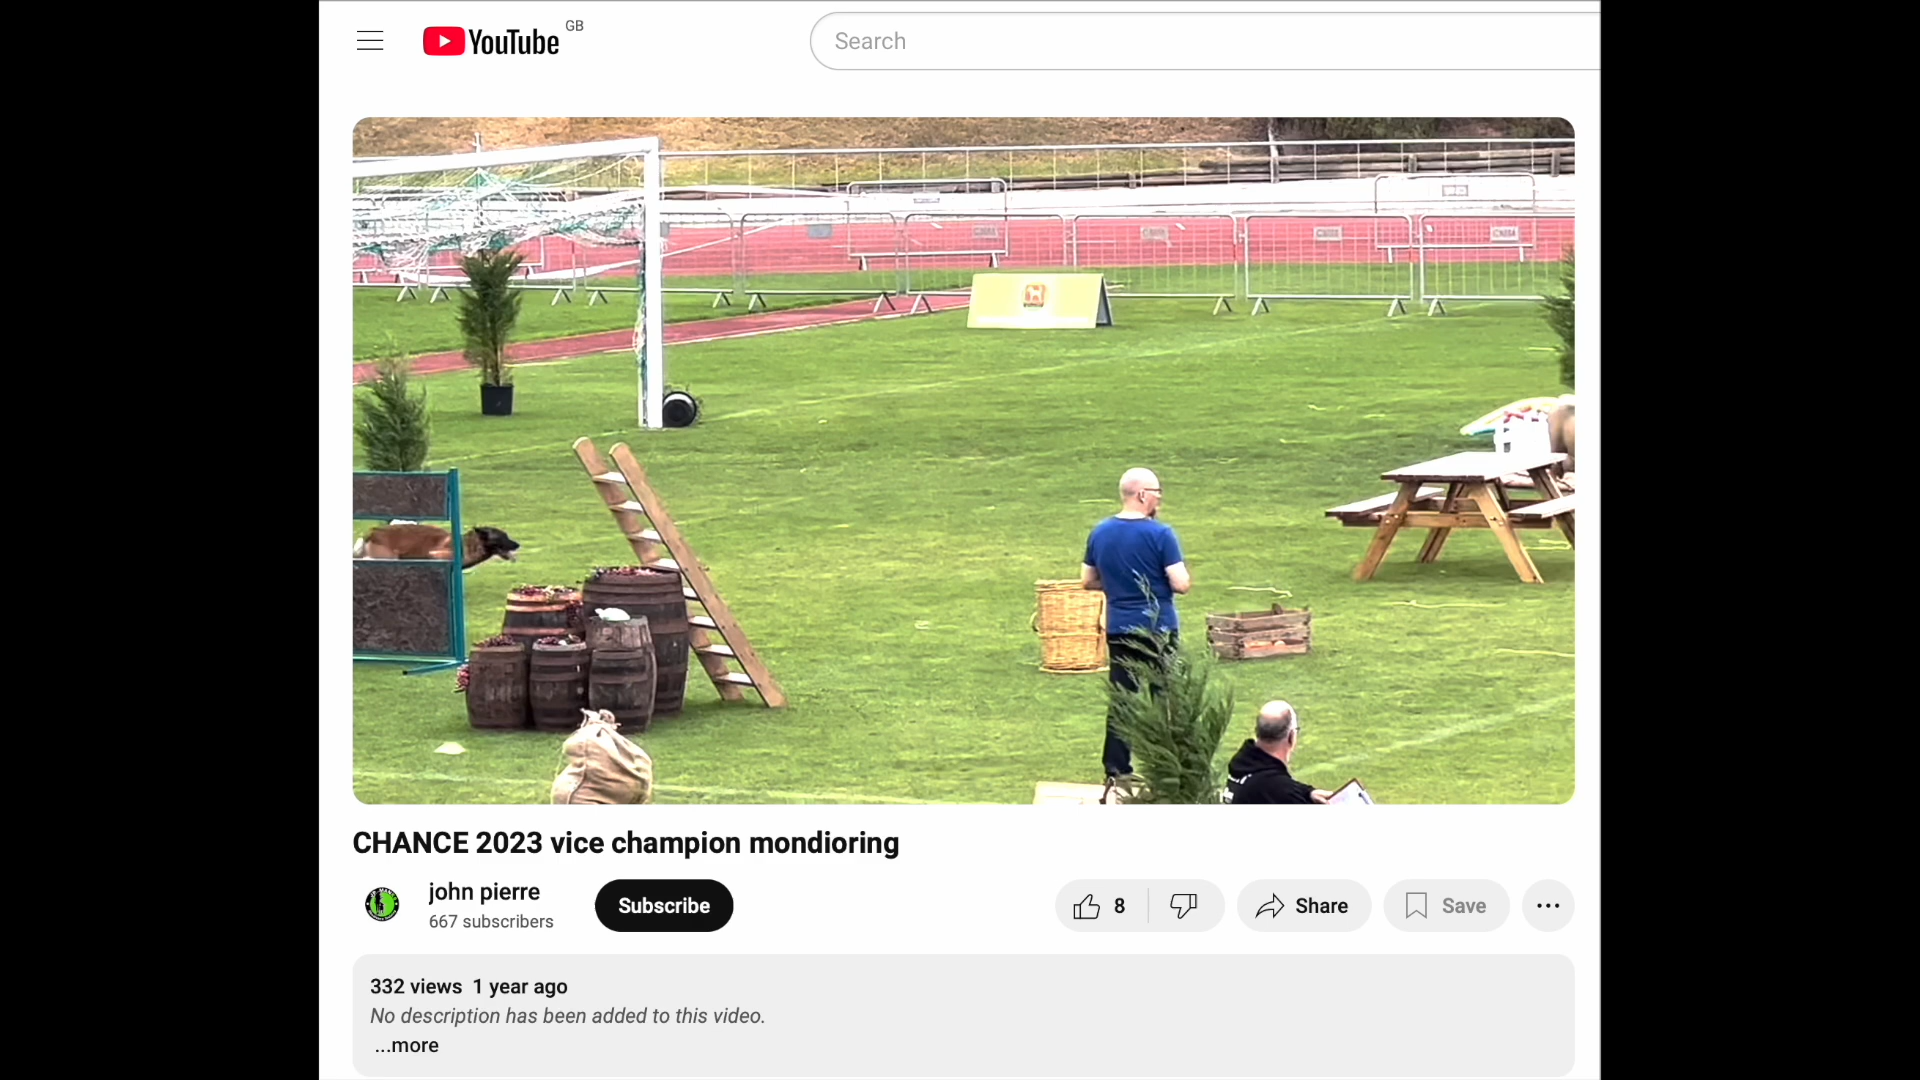 YouTube GB
Search
CHANCE 2023 vice champion mondioring
john pierre
667 subscribers
Subscribe
8
Share
Save
332 views 1 year ago
No description has been added to this video.
...more